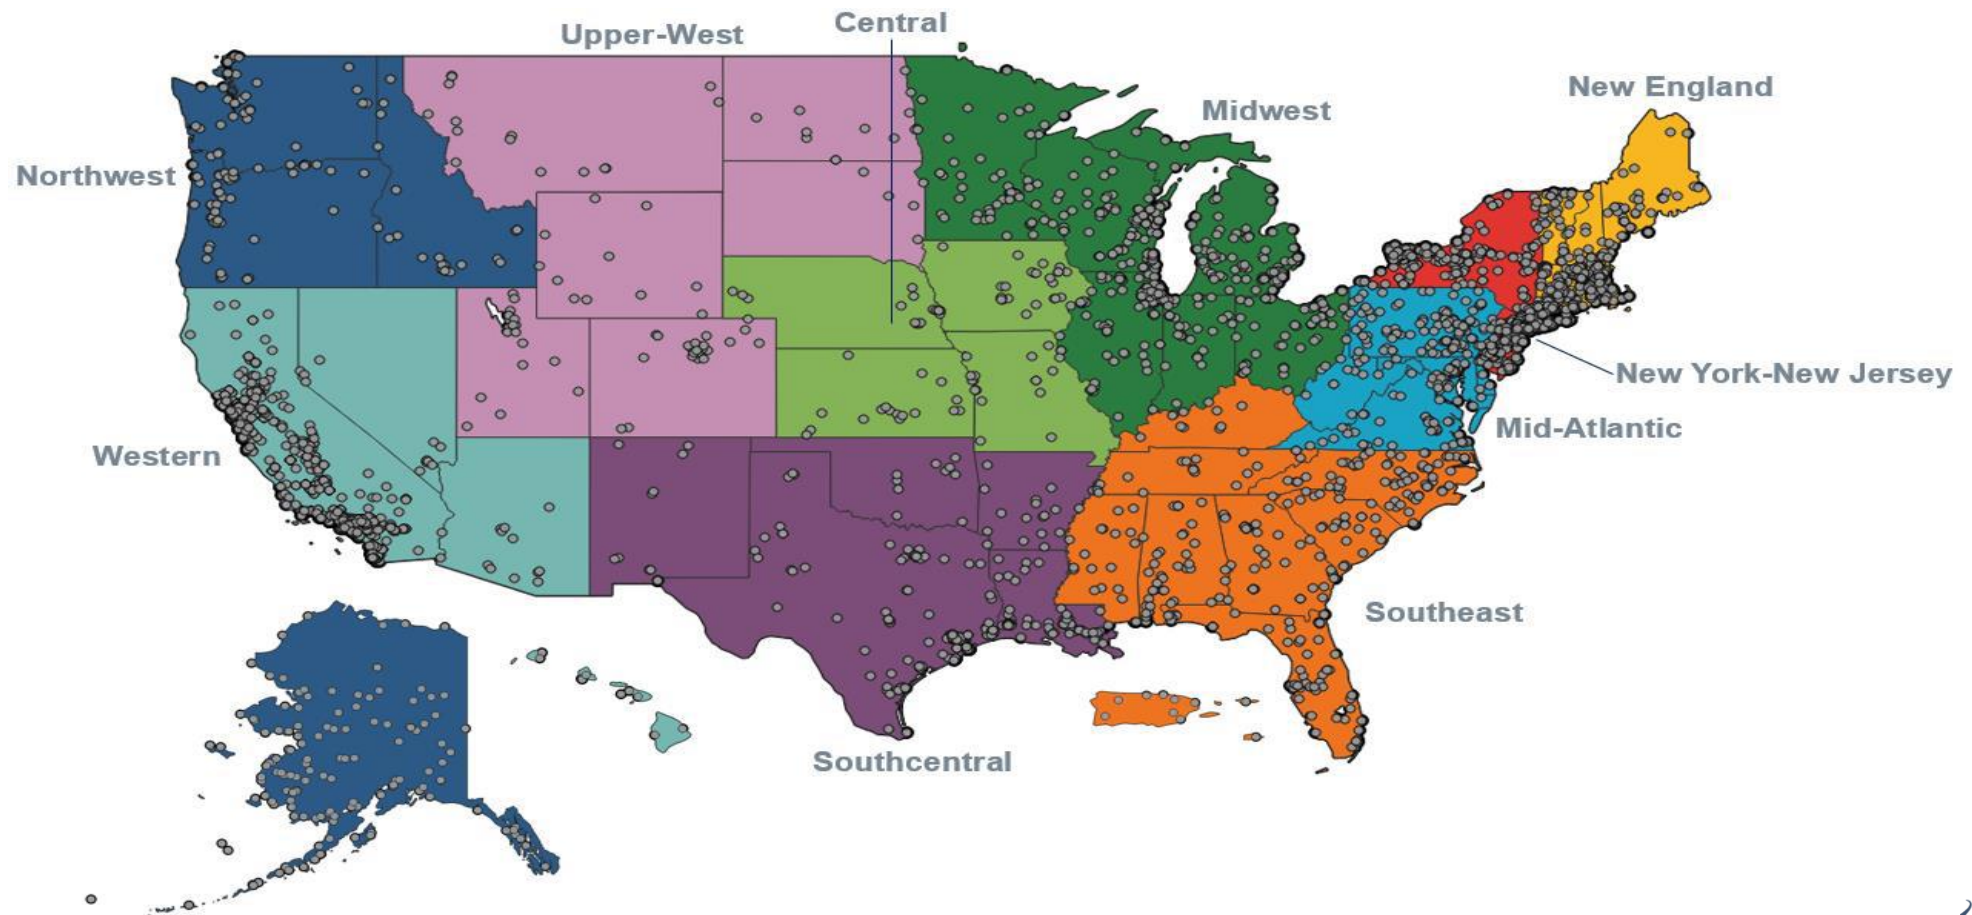 Central
Upper-West
New England
Midwest
Northwest
New York-New Jersey
Mid-Atlantic
Western
Southeast
Southcentral